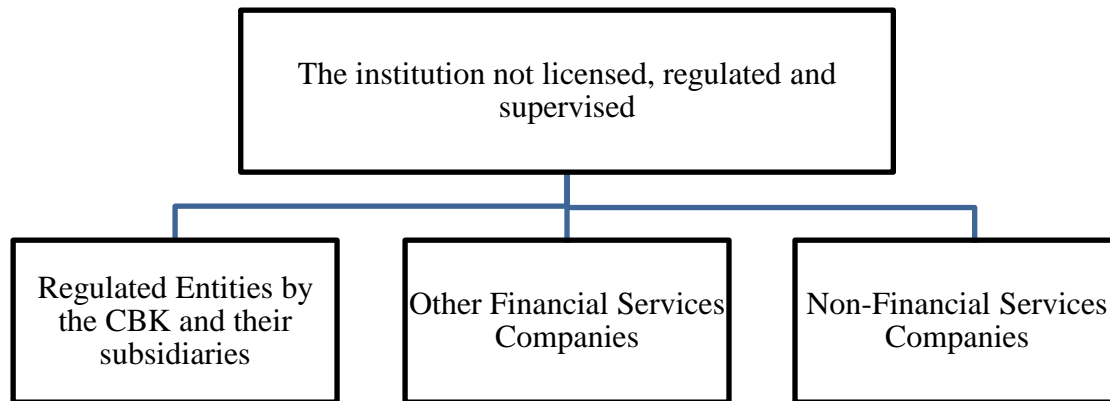 The institution not licensed, regulated and
supervised
Regulated Entities by
the CBK and their
subsidiaries
Other Financial Services
Companies
Non-Financial Services
Companies